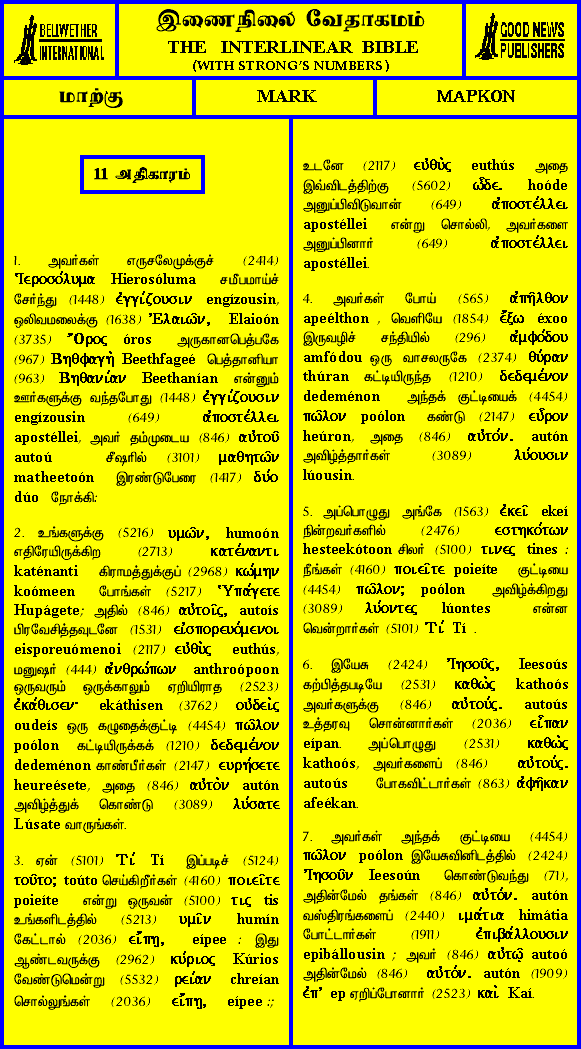 BELLWETHER
INTERNATIONAL
இணைநிலை வேதாகமம்
THE INTERLINEAR BIBLE
(WITH STRONG'S NUMBERS)
GOOD NEWS
PUBLISHERS
மாற்கு
MARK
ΜΑΡΚΟΝ
11 அதிகாரம்
1. அவர்கள் எருசலேமுக்குச் (2414)
Ἱεροσόλυμα Hierosóluma சமீபமாய்ச்
சேர்ந்து (1448) ἐγγίζουσιν engízousin,
ஒலிவமலைக்கு (1638) Ἐλαιῶν, Elaioón
(3735) Ὄρος óros அருகானபெத்பகே
(967) Βηθφαγὴ Beethfageé பெத்தானியா
(963) Βηθανίαν Beethanían என்னும்
ஊர்களுக்கு வந்தபோது (1448) ἐγγίζουσιν
engízousin (649) ἀποστέλλει
apostéllei, அவர் தம்முடைய (846) αὐτοῦ
autoú சீஷரில் (3101) μαθητῶν
matheetoón இரண்டுபேரை (1417) δύο
dúo நோக்கி:
2. உங்களுக்கு (5216) υμῶν, humoón
எதிரேயிருக்கிற (2713) κατέναντι
katénanti கிராமத்துக்குப் (2968) κώμην
koómeen போங்கள் (5217) Ὑπάγετε
Hupágete; அதில் (846) αὐτοῖς, autoís
பிரவேசித்தவுடனே (1531) εἰσπορευόμενοι
eisporeuómenoi (2117) εὐθὺς euthús,
மனுஷர் (444) ἀνθρώπων anthroópoon
ஒருவரும் ஒருக்காலும் ஏறியிராத (2523)
ἐκάθισεν· ekáthisen (3762) οὐδεὶς
oudeís ஒரு கழுதைக்குட்டி (4454) πῶλον
poólon கட்டியிருக்கக் (1210) δεδεμένον
dedeménon காண்பீர்கள் (2147) ευρήσετε
heureésete, அதை (846) αὐτὸν autón
அவிழ்த்துக் கொண்டு (3089) λύσατε
Lúsate வாருங்கள்.
3. ஏன் (5101) Τί Tí இப்படிச் (5124)
τοῦτο; toúto செய்கிறீர்கள் (4160) ποιεῖτε
poieíte என்று ஒருவன் (5100) τις tis
உங்களிடத்தில் (5213) υμῖν humín
கேட்டால் (2036) εἴπῃ, eípee : இது
ஆண்டவருக்கு (2962) κύριος Kúrios
வேண்டுமென்று (5532) ρείαν chreían
சொல்லுங்கள் (2036) εἴπῃ, eípee :;
உடனே (2117) εὐθὺς euthús அதை
இவ்விடத்திற்கு (5602) ὧδε. hoóde
அனுப்பிவிடுவான் (649) ἀποστέλλει
apostéllei என்று சொல்லி, அவர்களை
அனுப்பினார் (649) ἀποστέλλει
apostéllei.
4. அவர்கள் போய் (565) ἀπῆλθον
apeélthon , வெளியே (1854) ἔξω éxoo
இருவழிச் சந்தியில் (296) ἀμφόδου
amfódou ஒரு வாசலருகே (2374) θύραν
thúran கட்டியிருந்த (1210) δεδεμένον
dedeménon அந்தக் குட்டியைக் (4454)
πῶλον poólon கண்டு (2147) εὗρον
heúron, அதை (846) αὐτόν. autón
அவிழ்த்தார்கள் (3089) λύουσιν
lúousin.
5. அப்பொழுது அங்கே (1563) ἐκεῖ ekeí
நின்றவர்களில் (2476) εστηκότων
hesteekótoon சிலர் (5100) τινες tines :
நீங்கள் (4160) ποιεῖτε poieíte குட்டியை
(4454) πῶλον; poólon அவிழ்க்கிறது
(3089) λύοντες lúontes என்ன
வென்றார்கள் (5101) Τί Tí .
6. இயேசு (2424) Ἰησοῦς, Ieesoús
கற்பித்தபடியே (2531) καθὼς kathoós
அவர்களுக்கு (846) αὐτούς. autoús
உத்தரவு சொன்னார்கள் (2036) εἶπαν
eípan. அப்பொழுது (2531) καθὼς
kathoós, அவர்களைப் (846) αὐτούς.
autoús போகவிட்டார்கள் (863) ἀφῆκαν
afeékan.
7. அவர்கள் அந்தக் குட்டியை (4454)
πῶλον poólon இயேசுவினிடத்தில் (2424)
Ἰησοῦν Ieesoún கொண்டுவந்து (71),
அதின்மேல் தங்கள் (846) αὐτόν. autón
வஸ்திரங்களைப் (2440) ιμάτια himátia
போட்டார்கள் (1911) ἐπιβάλλουσιν
epibállousin ; அவர் (846) αὐτῷ autoó
அதின்மேல் (846) αὐτόν. autón (1909)
ἐπ' ep ஏறிப்போனார் (2523) καὶ Kaí.